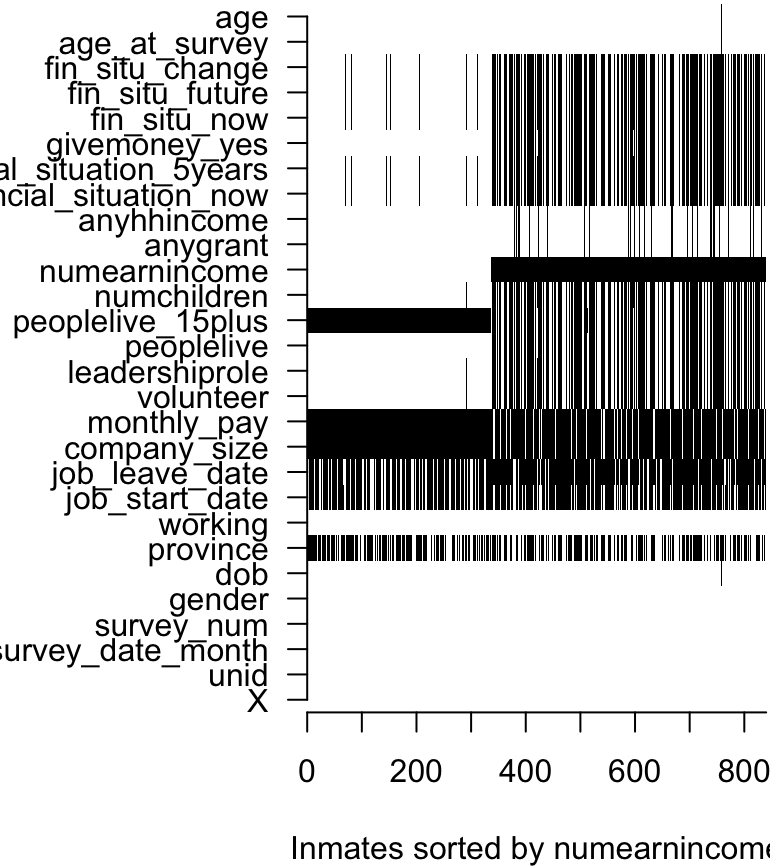 age
age_at_survey
fin_situ_change
fin_situ_future
fin_situ_now
givemoney_yes
al_situation_5years
ncial_situation_now
anyhhincome
anygrant
numearnincome
numchildren
peoplelive_15plus
peoplelive
leadershiprole
volunteer
monthly_pay
company_size
job_leave_date
job_start_date
working
province
dob
gender
survey_num
survey_date_month
unid
X
0 200 400 600 800
Inmates sorted by numearnincome